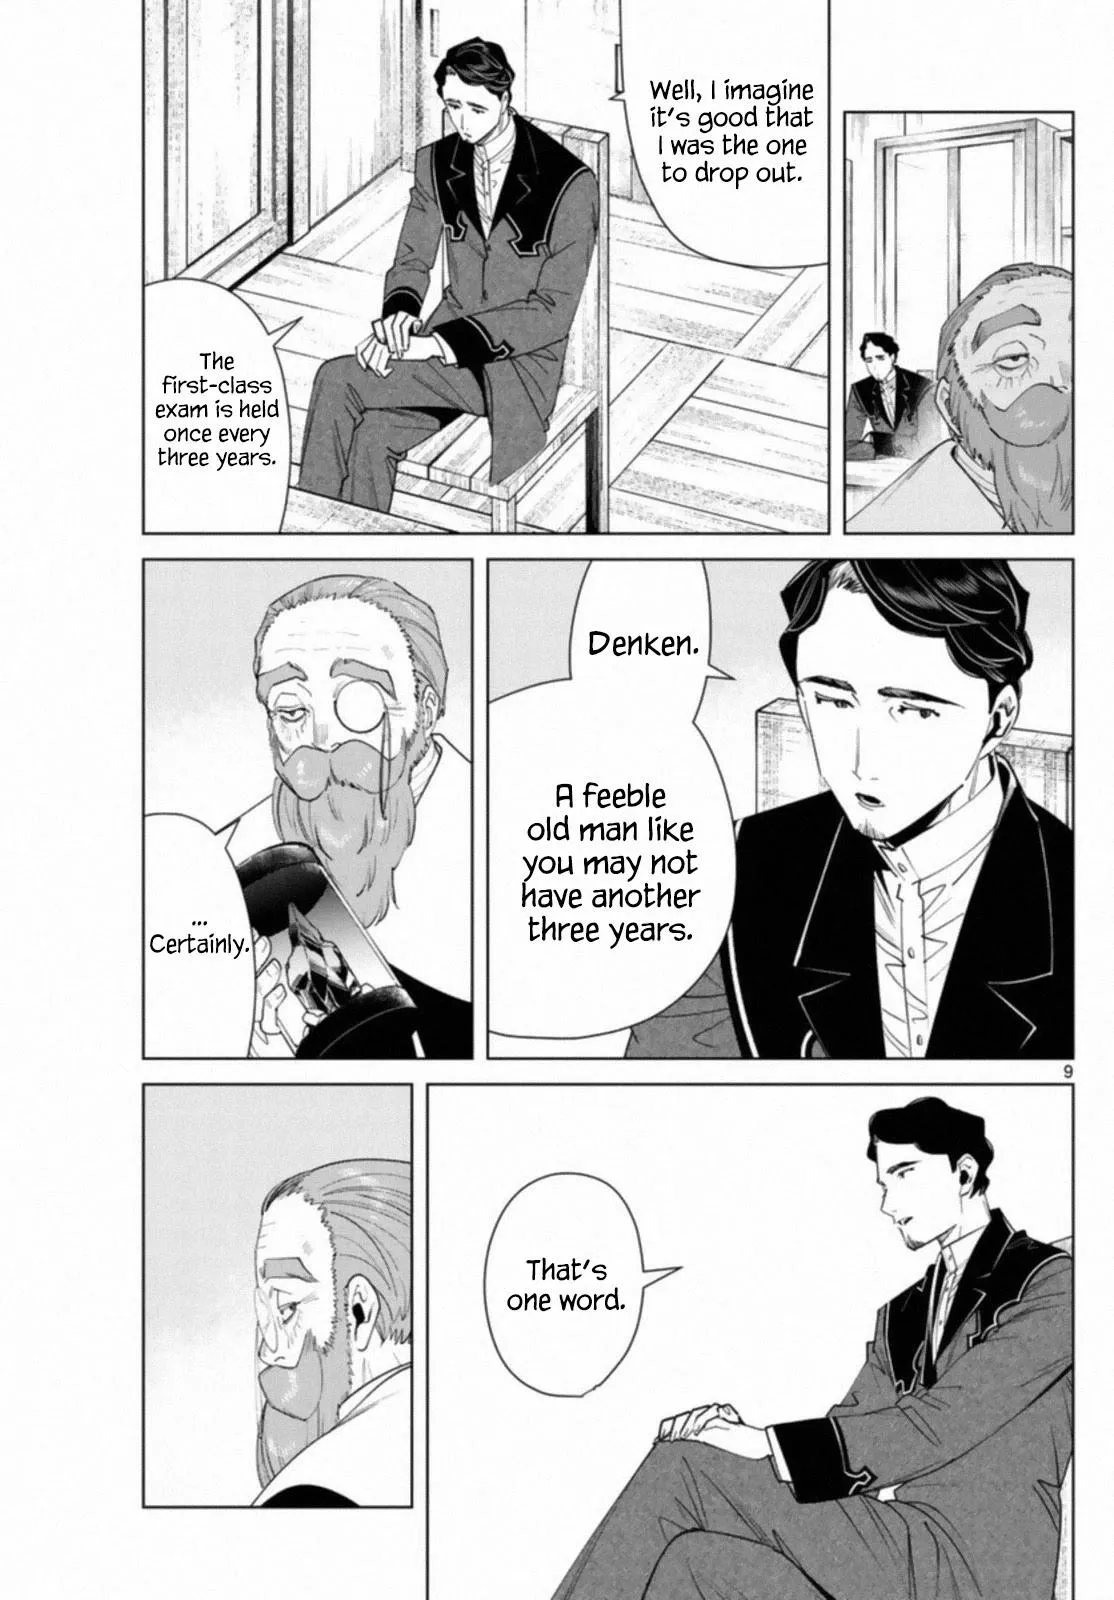 Well, I imagine
it's good that
I was the one
to drop out.
The
first-class
exam is held
once every
three years.
Denken.
A feeble
old man like
you may not
have another
three years.
...
Certainly.
9
That's
one word.